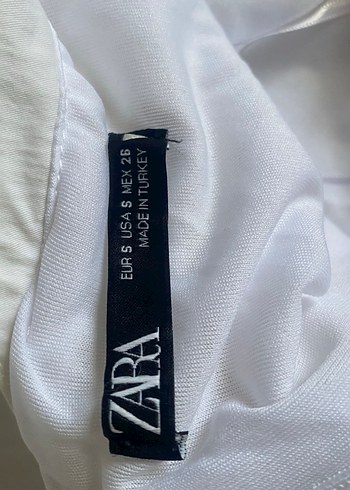 ZARA
EUR S USA S MEX 26
MADE IN TURKEY